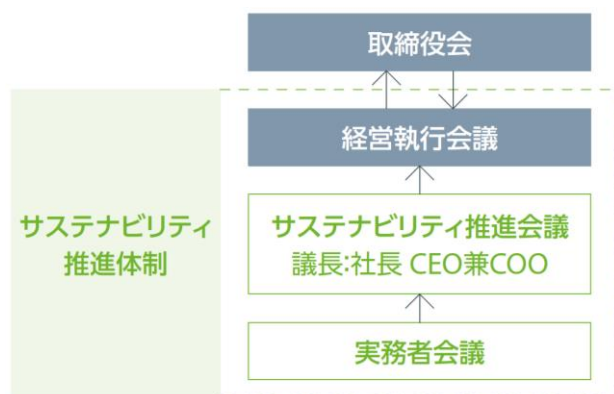 取締役会
経営執行会議
サステナビリティ
推進体制
サステナビリティ推進会議
議長:社長 CEO兼COO
実務者会議